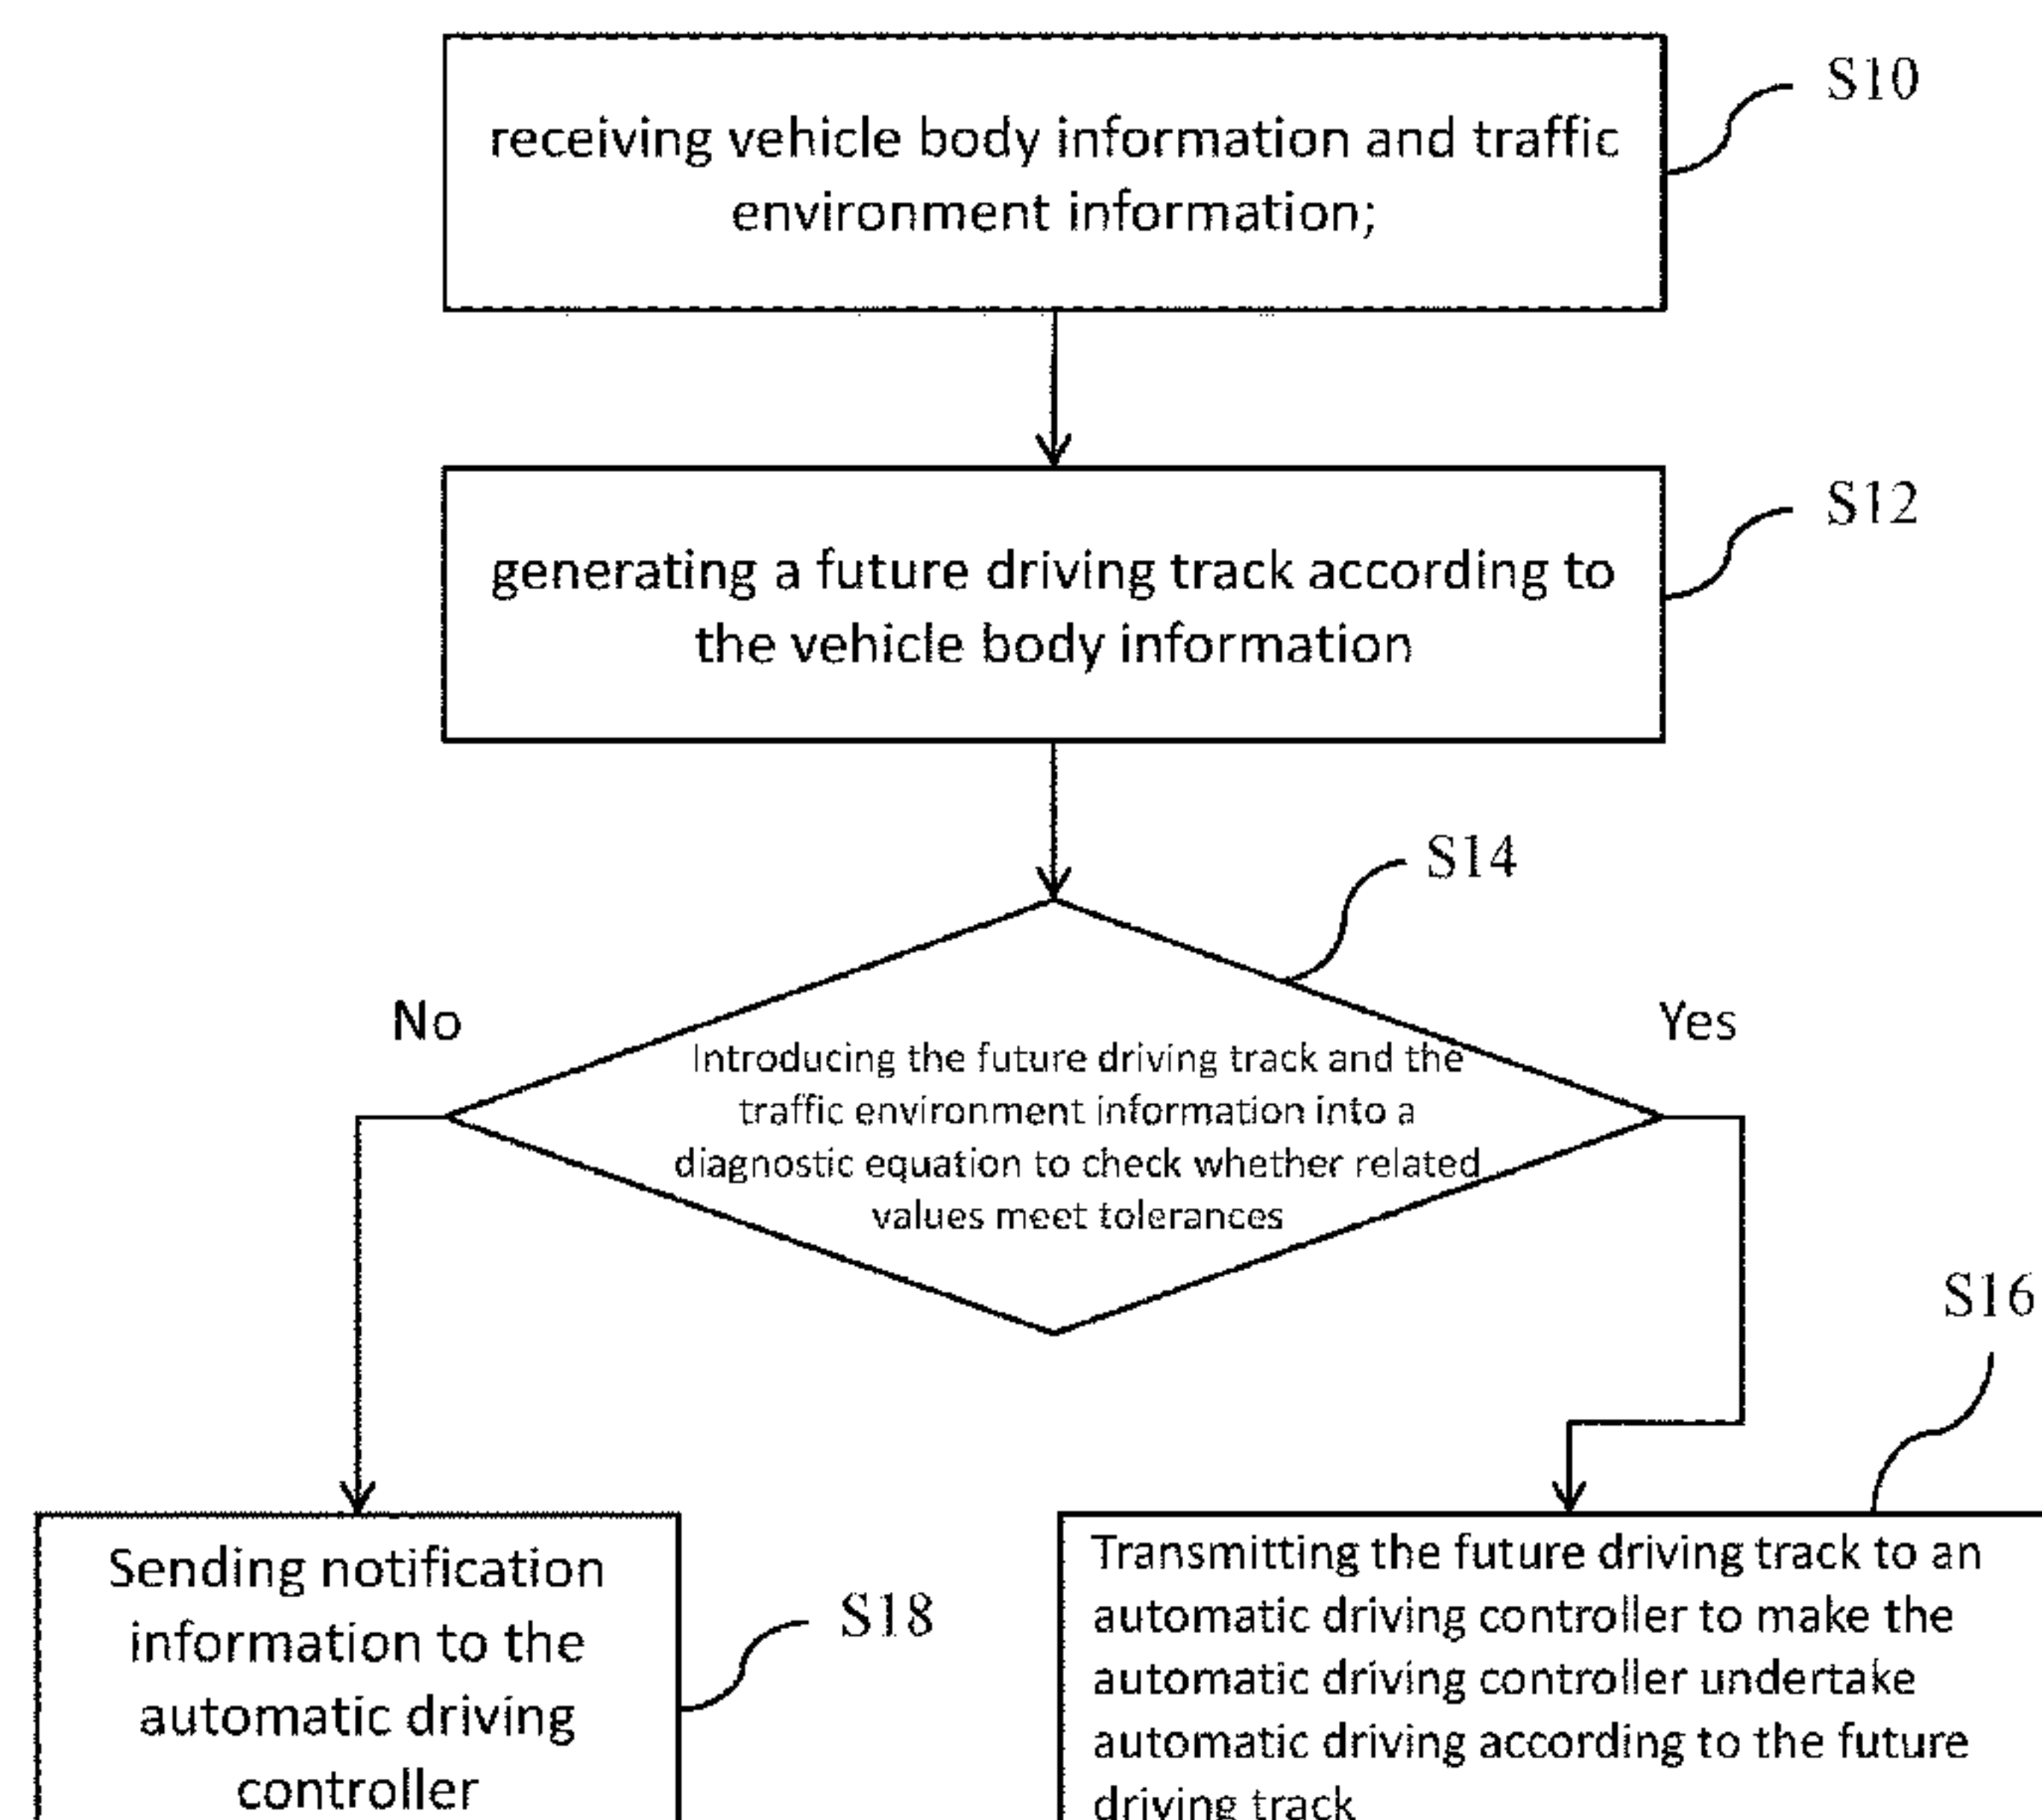 S10
receiving vehicle body information and traffic
environment information;
S12
generating a future driving track according to
the vehicle body information
S14
No
Yes
Introducing the future driving track and the
traffic environment information into a
diagnostic equation to check whether related
values meet tolerances
S16
Sending notification
information to the
automatic driving
controller
S18
Transmitting the future driving track to an
automatic driving controller to make the
automatic driving controller undertake
automatic driving according to the future
driving track